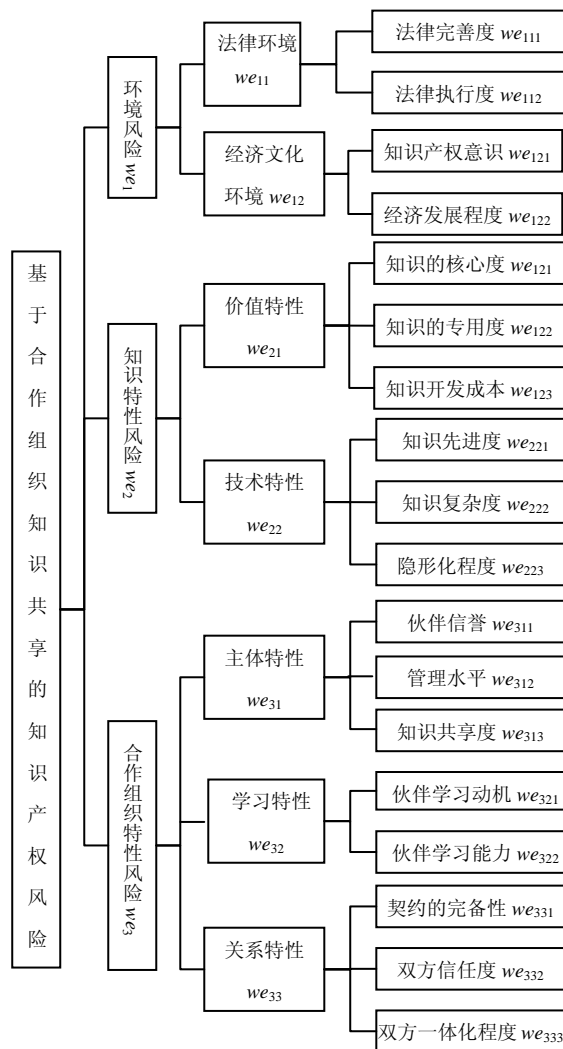 基于合作组织知识共享的知识产权风险
环境风险 we1
法律环境
we11
法律完善度 we111
法律执行度 we112
经济文化
环境 we12
知识产权意识 we121
经济发展程度 we122
知识特性风险 we2
价值特性
we21
知识的核心度 we121
知识的专用度 we122
知识开发成本 we123
技术特性
we22
知识先进度 we221
知识复杂度 we222
隐形化程度 we223
合作组织特性风险 we3
主体特性
we31
伙伴信誉 we311
管理水平 we312
知识共享度 we313
学习特性
we32
伙伴学习动机 we321
伙伴学习能力 we322
关系特性
we33
契约的完备性 we331
双方信任度 we332
双方一体化程度 we333